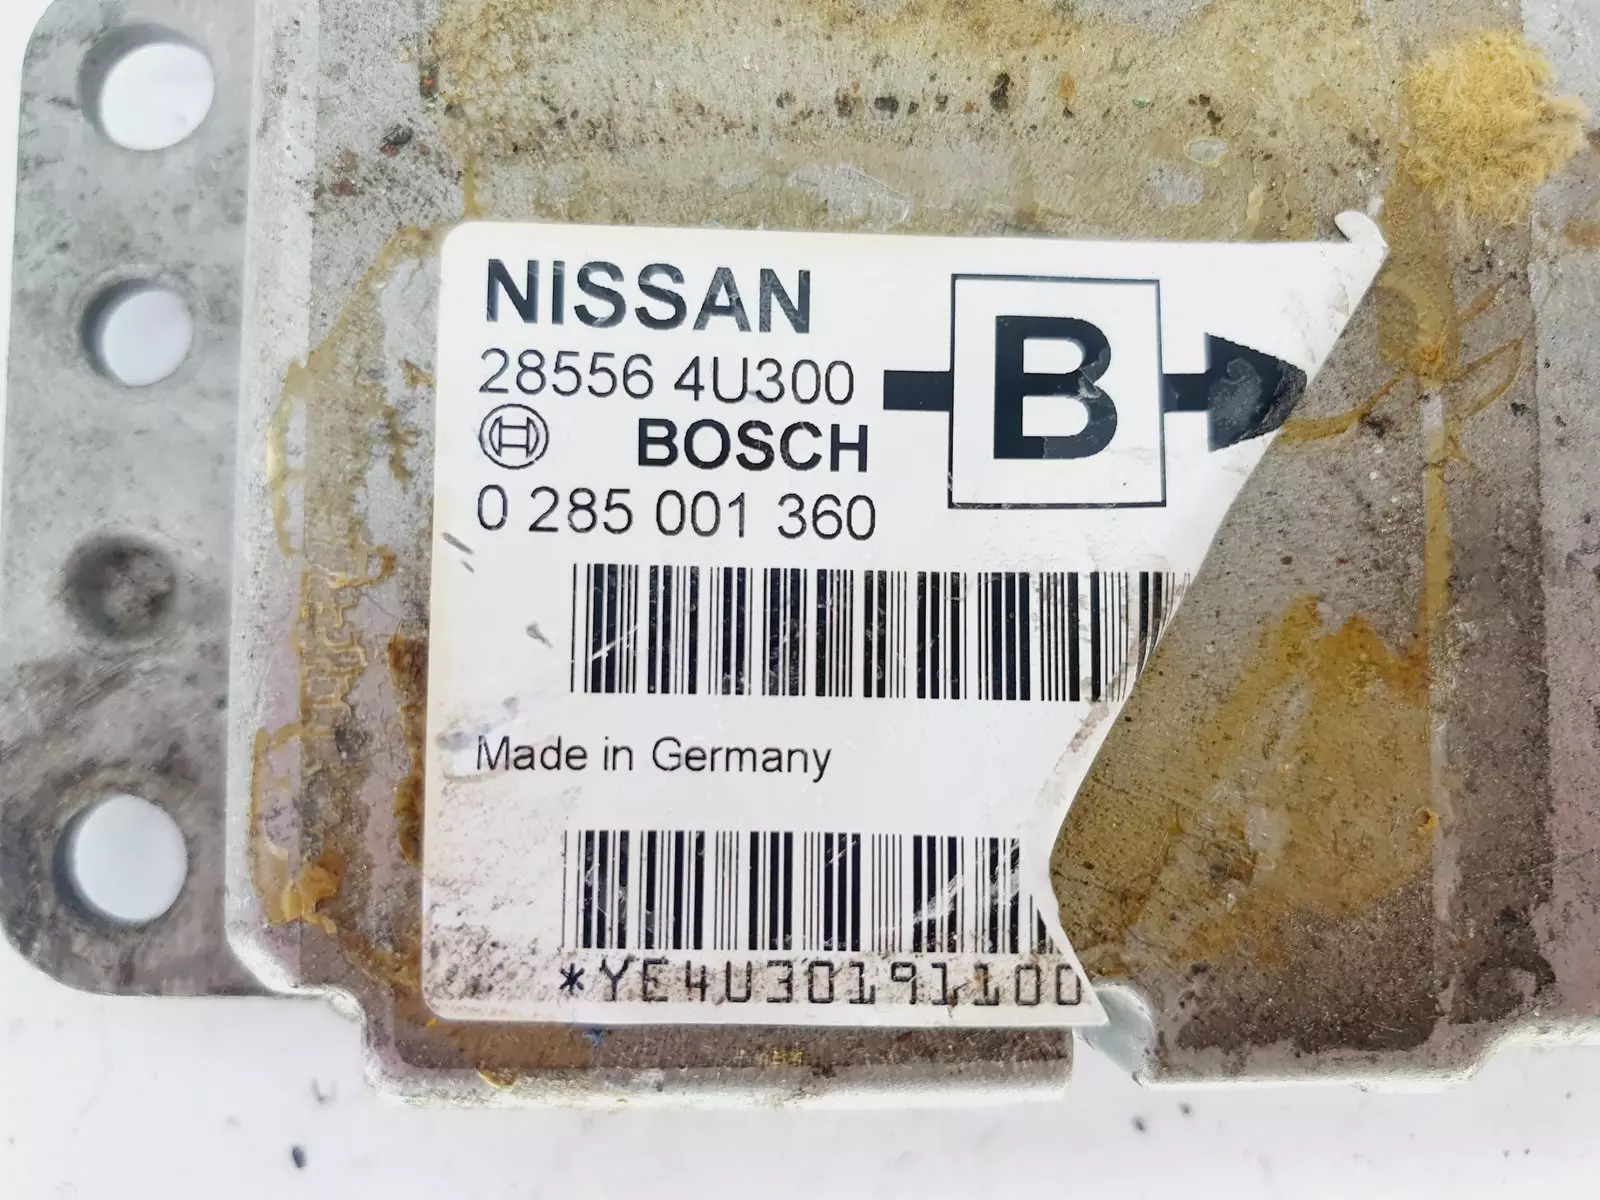 NISSAN
28556 4U300
BOSCH
0 285 001 360
B
Made in Germany
*YE4U30191100